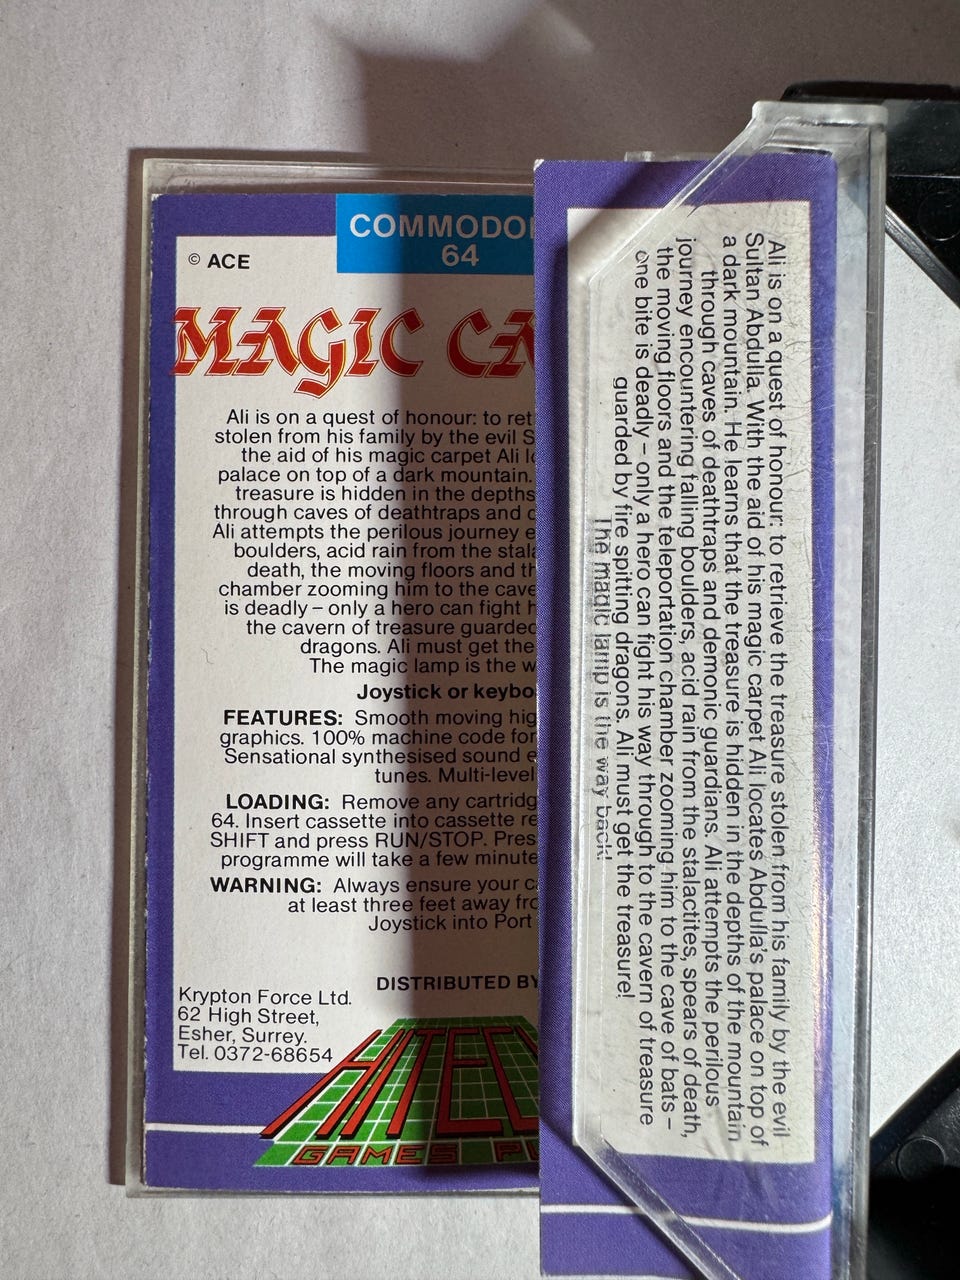 COMMODO
64
© ACE
MAGIC CA
Ali is on a quest of honour: to ret
stolen from his family by the evil S
the aid of his magic carpet Ali lo
palace on top of a dark mountain.
treasure is hidden in the depths
through caves of deathtraps and d
Ali attempts the perilous journey e
boulders, acid rain from the stala
death, the moving floors and th
chamber zooming him to the cave
is deadly – only a hero can fight h
the cavern of treasure guarded
dragons. Ali must get the
The magic lamp is the w
Joystick or keybo
FEATURES: Smooth moving hig
graphics. 100% machine code for
Sensational synthesised sound e
tunes. Multi-level
LOADING: Remove any cartridg
64. Insert cassette into cassette re
SHIFT and press RUN/STOP. Pres
programme will take a few minute
WARNING: Always ensure your c
at least three feet away fro
Joystick into Port
DISTRIBUTED BY
Krypton Force Ltd.
62 High Street,
Esher, Surrey.
Tel. 0372-68654
HITEC
GAMES PU
Ali is on a quest of honour: to retrieve the treasure stolen from his family by the evil
Sultan Abdulla. With the aid of his magic carpet Ali locates Abdulla's palace on top of
a dark mountain. He learns that the treasure is hidden in the depths of the mountain
through caves of deathtraps and demonic guardians. Ali attempts the perilous
journey encountering falling boulders, acid rain from the stalactites, spears of death,
the moving floors and the teleportation chamber zooming him to the cave of bats –
one bite is deadly – only a hero can fight his way through to the cavern of treasure
guarded by fire spitting dragons. Ali must get the treasure!
The magic lamp is the way back!